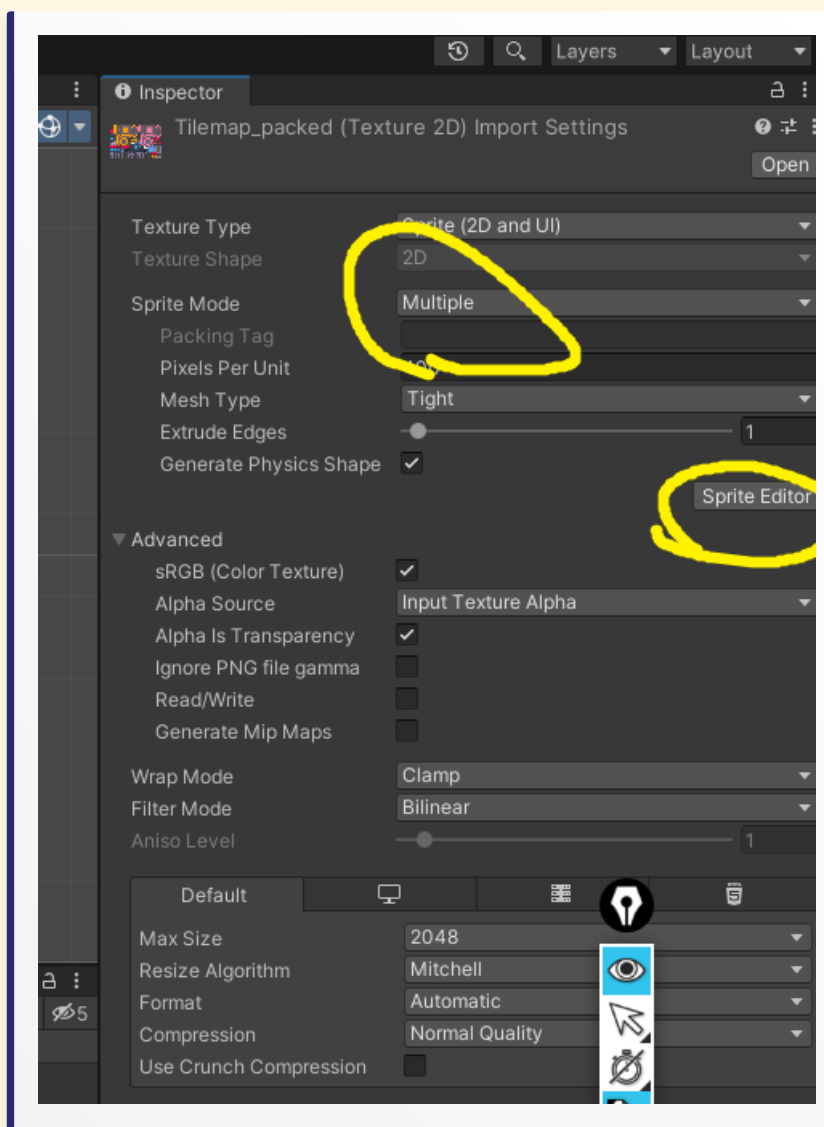 Layers Layout
Inspector
Tilemap_packed (Texture 2D) Import Settings
Open
Texture Type Sprite (2D and UI)
Texture Shape 2D
Sprite Mode Multiple
Packing Tag
Pixels Per Unit 100
Mesh Type Tight
Extrude Edges 1
Generate Physics Shape
Sprite Editor
Advanced
sRGB (Color Texture)
Alpha Source Input Texture Alpha
Alpha Is Transparency
Ignore PNG file gamma
Read/Write
Generate Mip Maps
Wrap Mode Clamp
Filter Mode Bilinear
Aniso Level 1
Default
Max Size 2048
Resize Algorithm Mitchell
Format Automatic
5
Compression Normal Quality
Use Crunch Compression